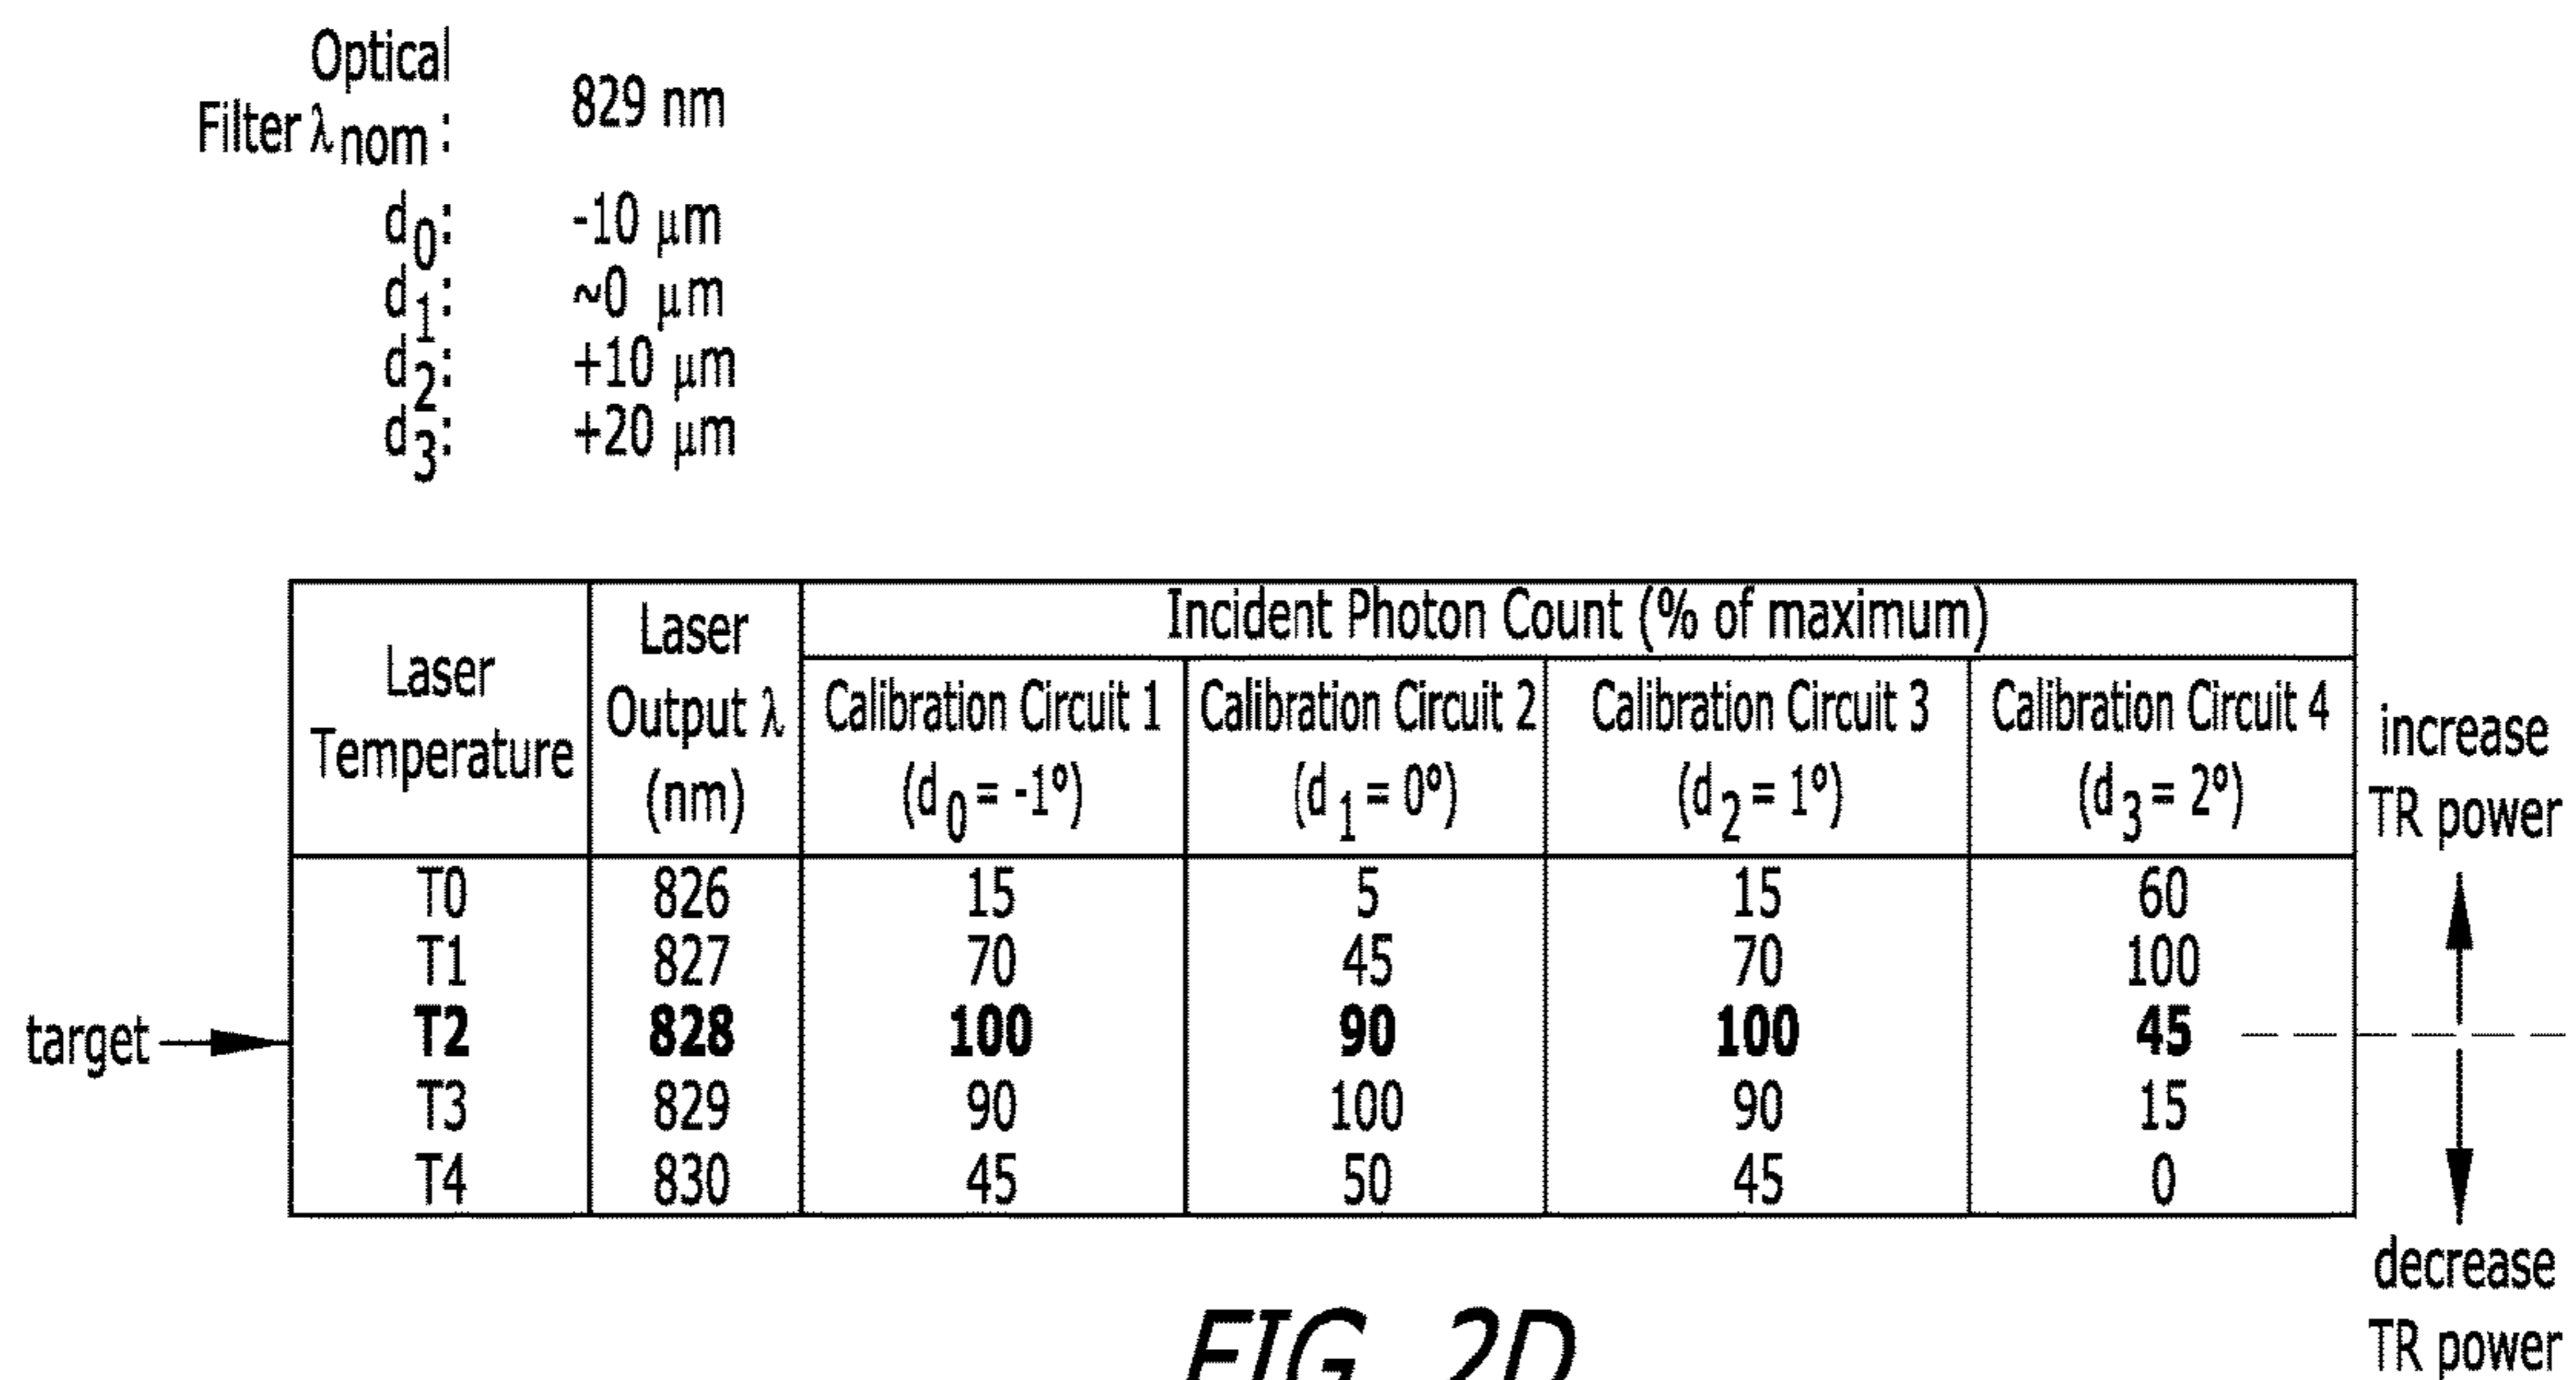 Optical
Filter λnom : 829 nm
d0: -10 μm
d1: ~0 μm
d2: +10 μm
d3: +20 μm
Incident Photon Count (% of maximum)
Laser Temperature
Laser Output λ (nm)
Calibration Circuit 1 (d0 = -1º)
Calibration Circuit 2 (d1 = 0º)
Calibration Circuit 3 (d2 = 1º)
Calibration Circuit 4 (d3 = 2º)
increase
TR power
T0 826 15 5 15 60
T1 827 70 45 70 100
target T2 828 100 90 100 45
T3 829 90 100 90 15
T4 830 45 50 45 0
decrease
TR power
FIG. 2D